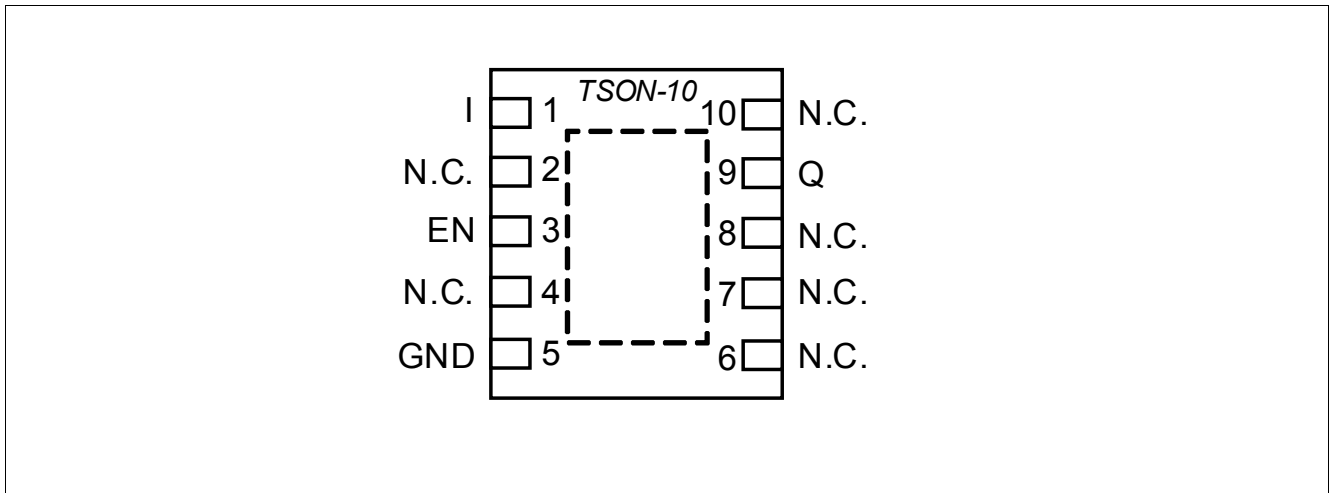 TSON-10
I 1 10 N.C.
N.C. 2 9 Q
EN 3 8 N.C.
N.C. 4 7 N.C.
GND 5 6 N.C.